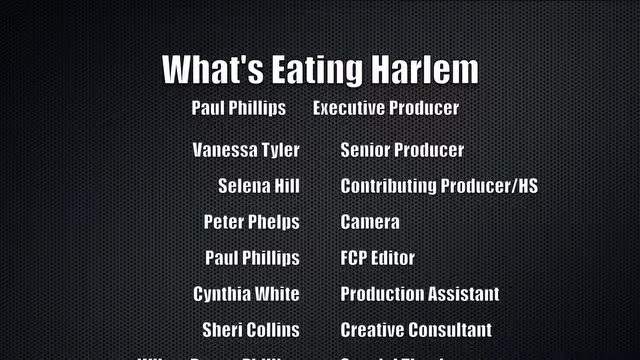 What's Eating Harlem
Paul Phillips Executive Producer
Vanessa Tyler Senior Producer
Selena Hill Contributing Producer/HS
Peter Phelps Camera
Paul Phillips FCP Editor
Cynthia White Production Assistant
Sheri Collins Creative Consultant